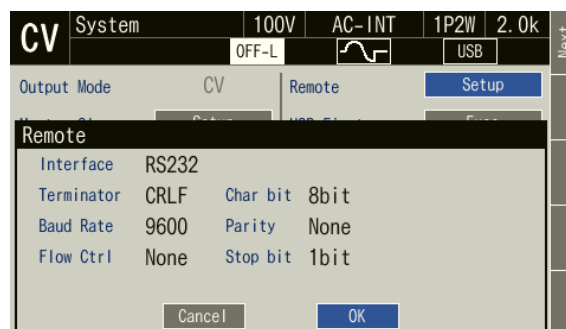 CV System 100V AC-INT 1P2W 2.0k
OFF-L USB
Next
Output Mode CV Remote Setup
Remote
Interface RS232
Terminator CRLF Char bit 8bit
Baud Rate 9600 Parity None
Flow Ctrl None Stop bit 1bit
Cancel OK